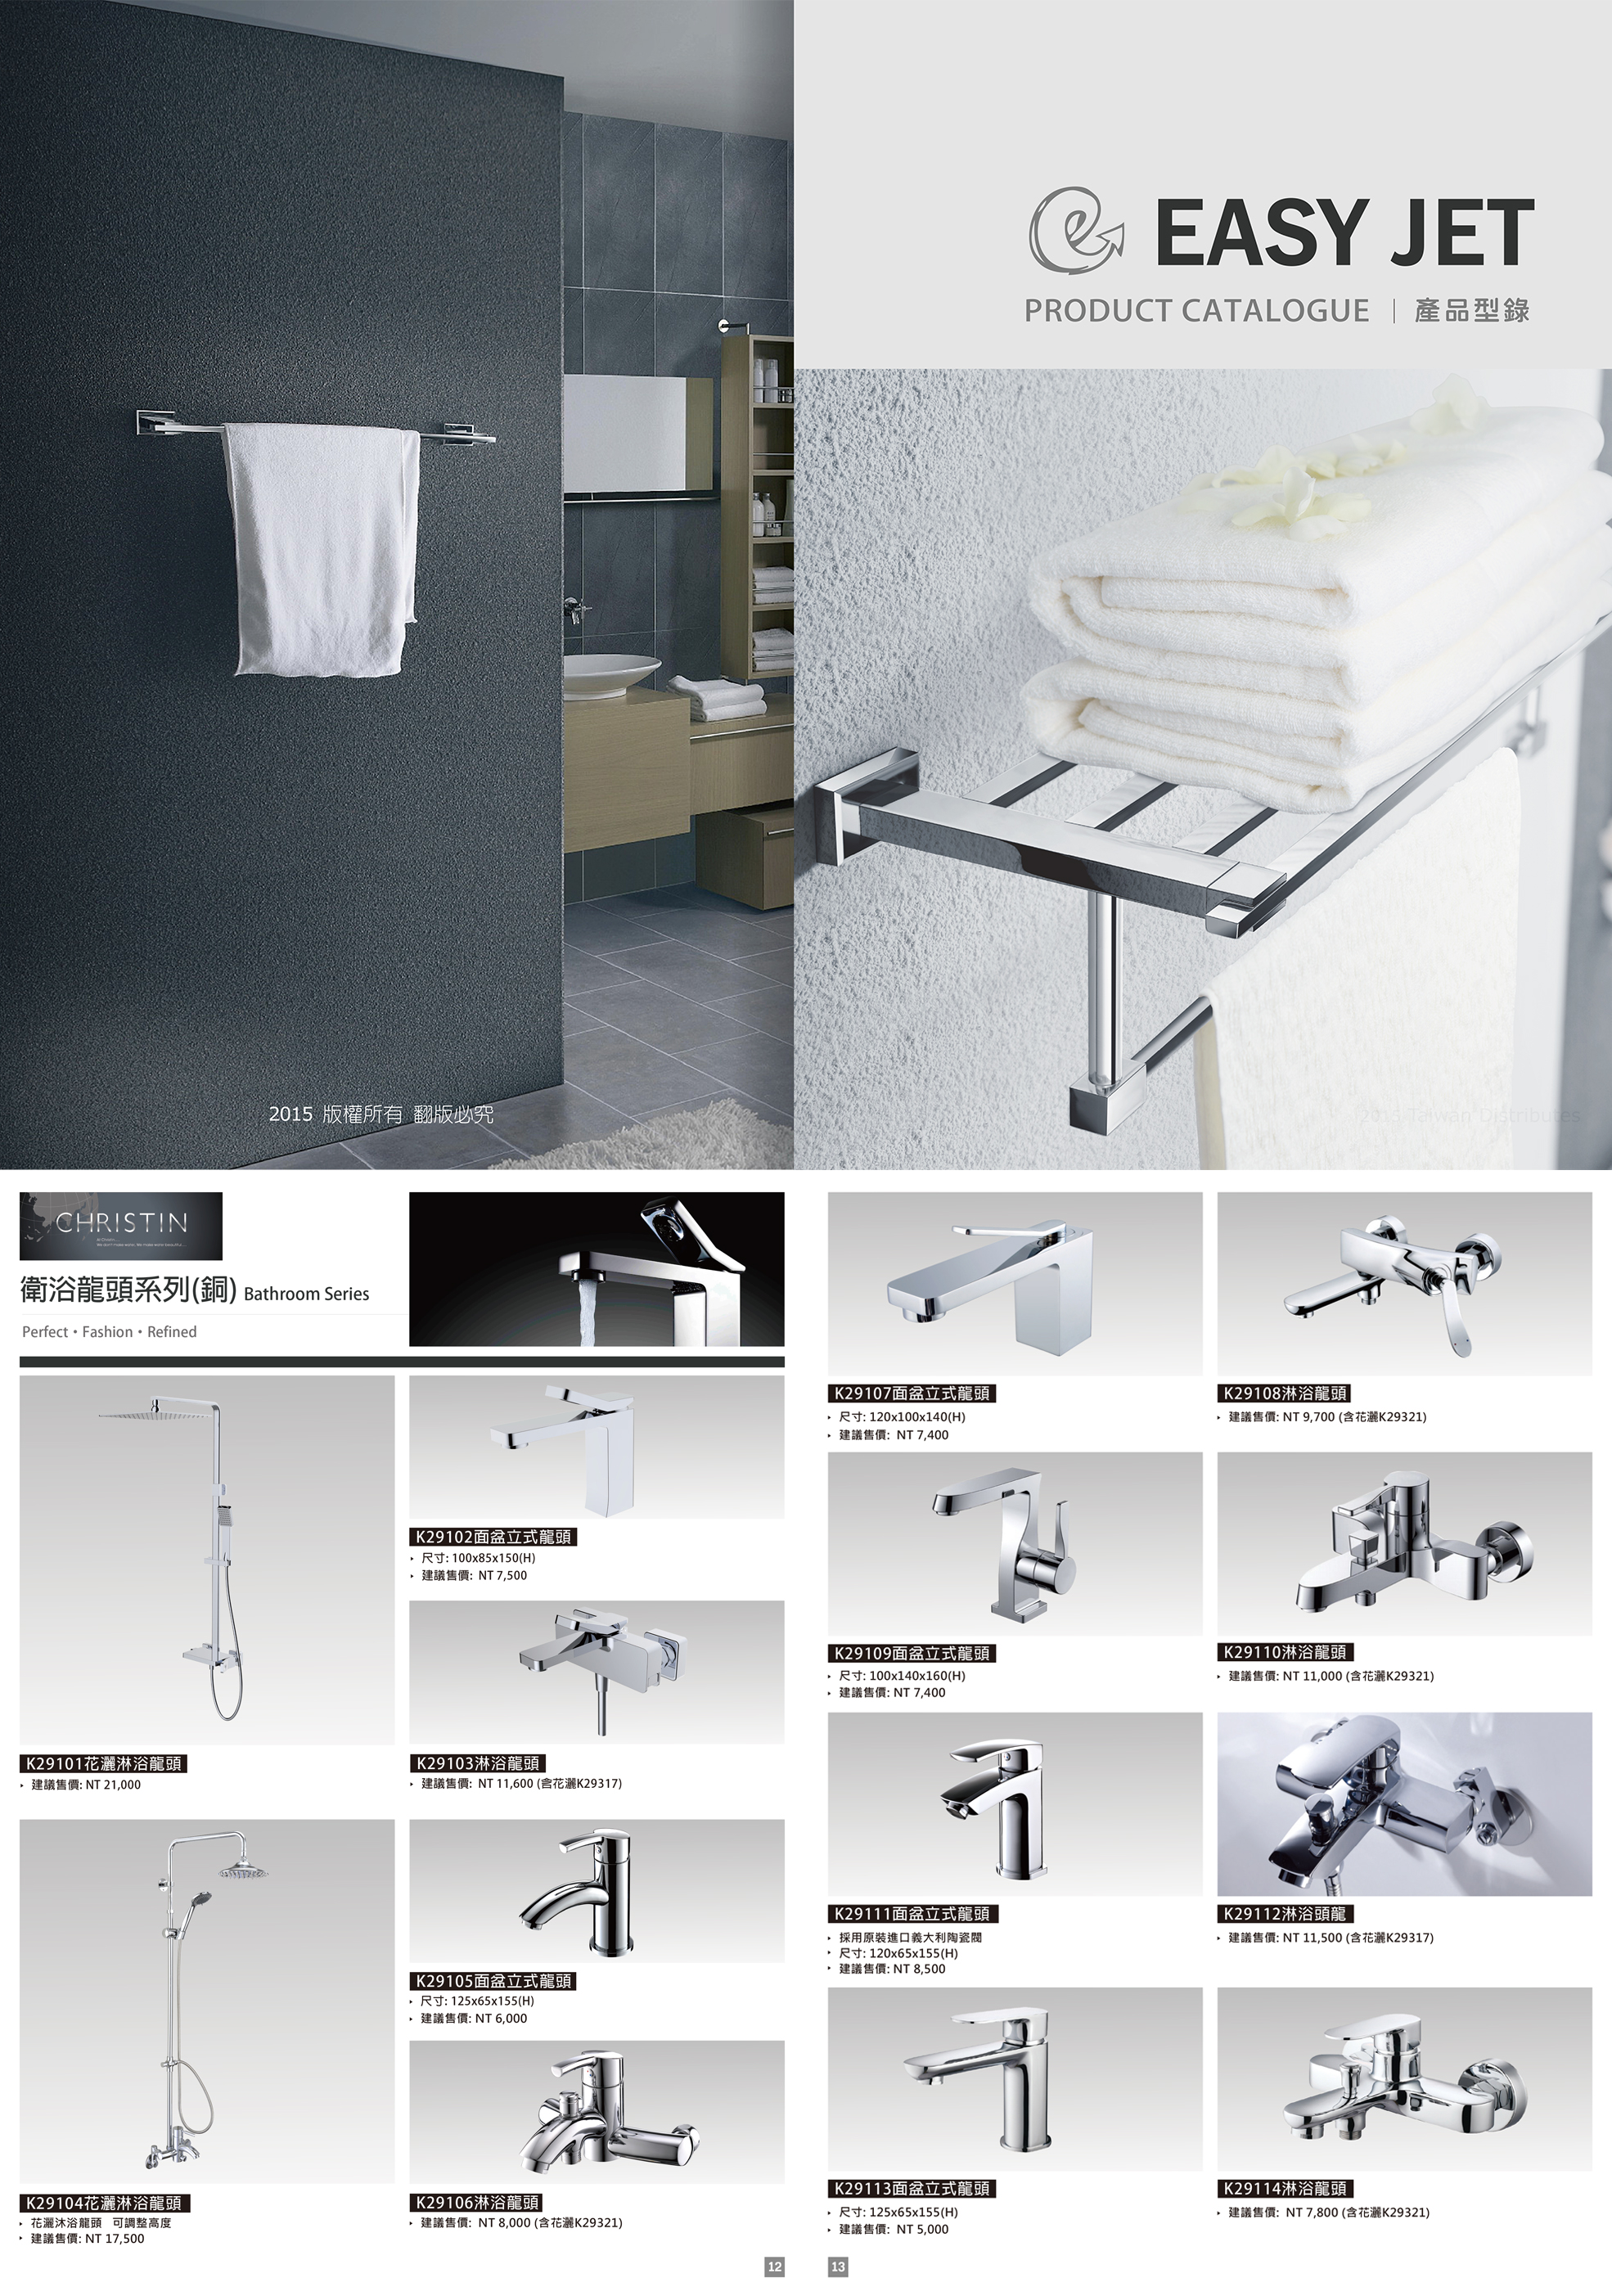 EASY JET
PRODUCT CATALOGUE | 產品型錄
2015 版權所有 翻版必究
2015 Taiwan Distributes
CHRISTIN
衛浴龍頭系列(銅) Bathroom Series
Perfect・Fashion・Refined
K29101花灑淋浴龍頭
建議售價: NT 21,000
K29102面盆立式龍頭
尺寸: 100x85x150(H)
建議售價: NT 7,500
K29103淋浴龍頭
建議售價: NT 11,600 (含花灑K29317)
K29104花灑淋浴龍頭
花灑沐浴龍頭 可調整高度
建議售價: NT 17,500
K29105面盆立式龍頭
尺寸: 125x65x155(H)
建議售價: NT 6,000
K29106淋浴龍頭
建議售價: NT 8,000 (含花灑K29321)
12
K29107面盆立式龍頭
尺寸: 120x100x140(H)
建議售價: NT 7,400
K29108淋浴龍頭
建議售價: NT 9,700 (含花灑K29321)
K29109面盆立式龍頭
尺寸: 100x140x160(H)
建議售價: NT 7,400
K29110淋浴龍頭
建議售價: NT 11,000 (含花灑K29321)
K29111面盆立式龍頭
採用原裝進口義大利陶瓷閥
尺寸: 120x65x155(H)
建議售價: NT 8,500
K29112淋浴頭龍
建議售價: NT 11,500 (含花灑K29317)
K29113面盆立式龍頭
尺寸: 125x65x155(H)
建議售價: NT 5,000
K29114淋浴龍頭
建議售價: NT 7,800 (含花灑K29321)
13